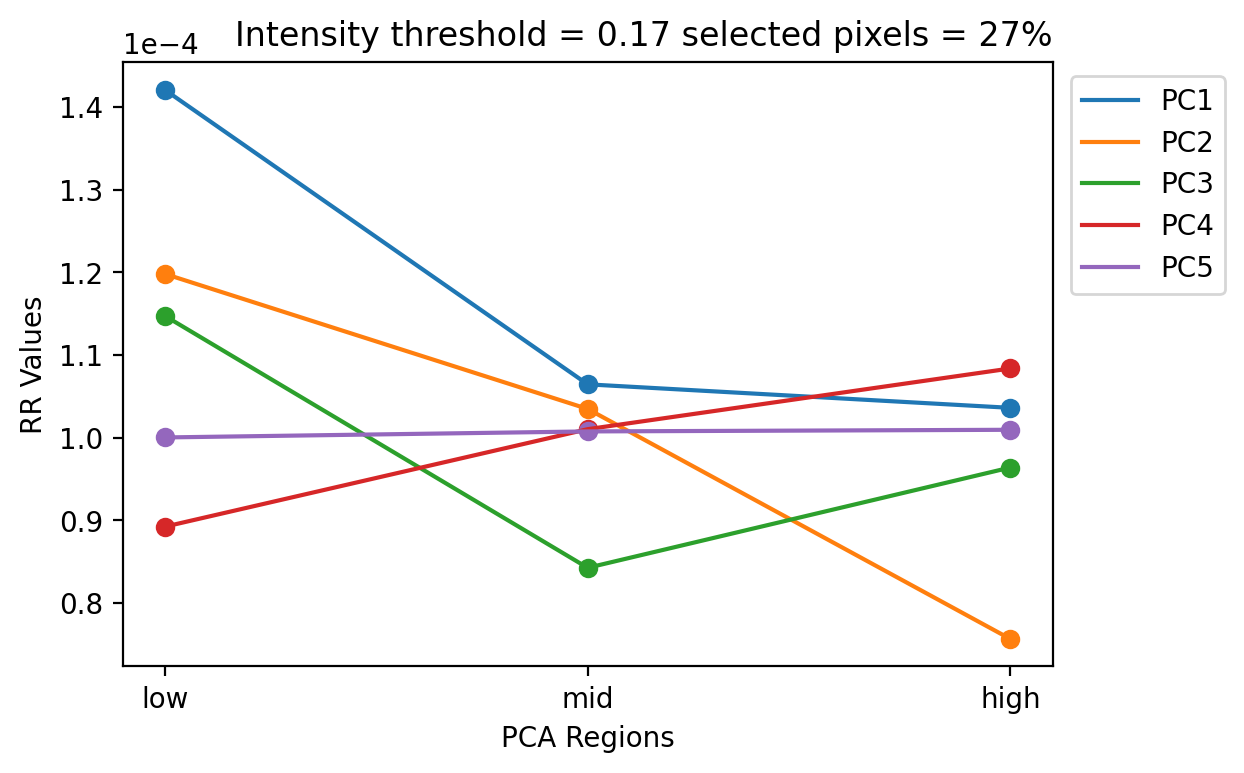 1e−4
Intensity threshold = 0.17 selected pixels = 27%
1.4
1.3
1.2
1.1
1.0
0.9
0.8
RR Values
low
mid
high
PCA Regions
PC1
PC2
PC3
PC4
PC5